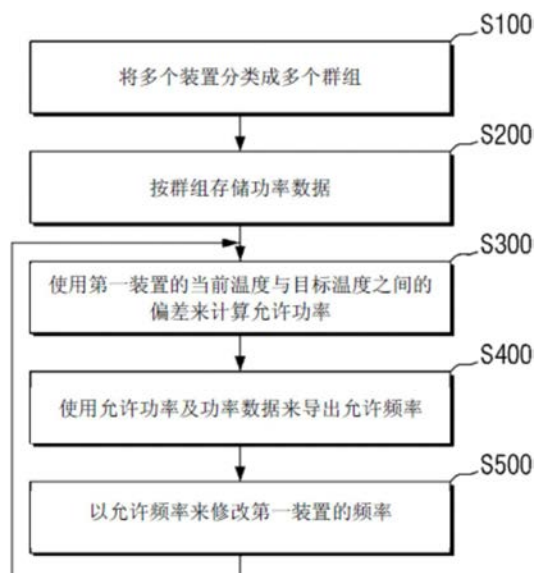 S100
将多个装置分类成多个群组
S200
按群组存储功率数据
S300
使用第一装置的当前温度与目标温度之间的
偏差来计算允许功率
S400
使用允许功率及功率数据来导出允许频率
S500
以允许频率来修改第一装置的频率